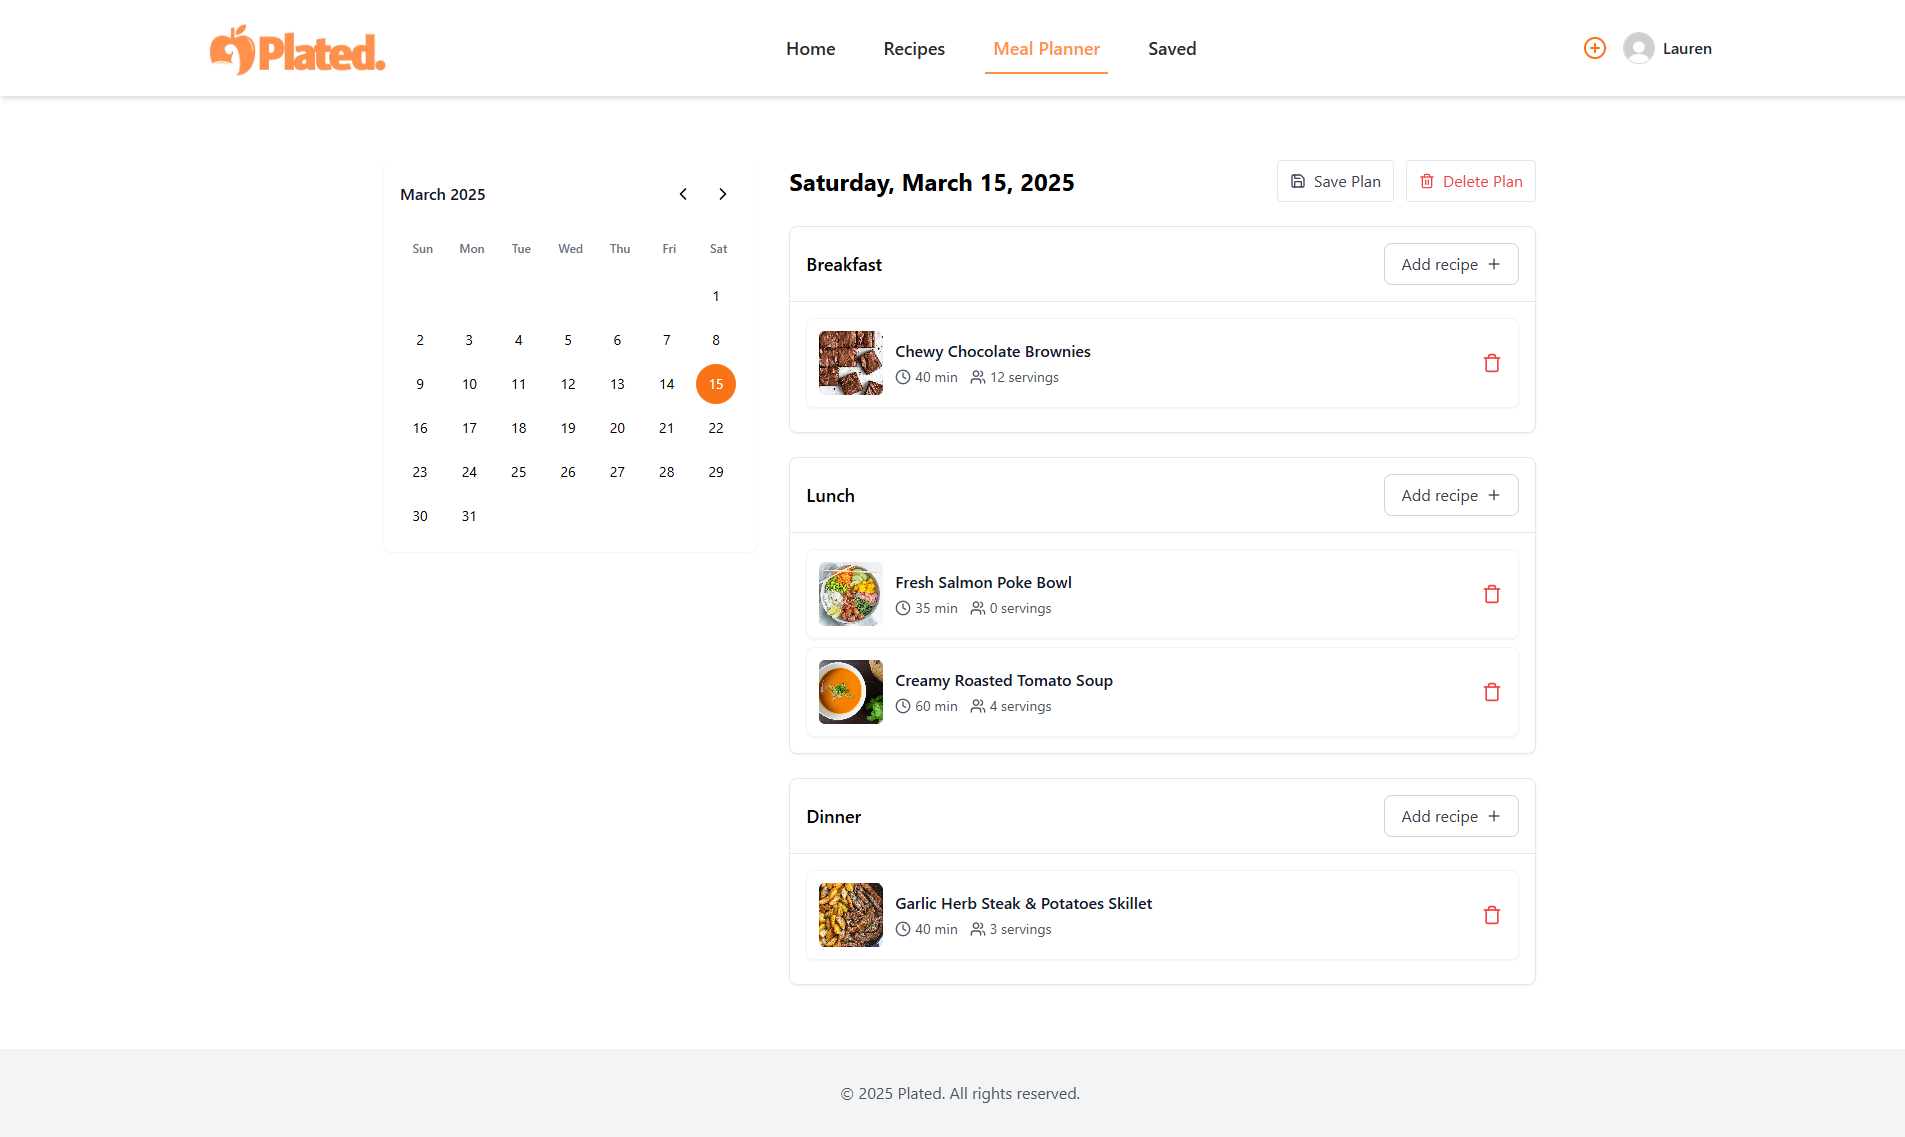 Plated.
Home Recipes Meal Planner Saved
Lauren
March 2025
Sun Mon Tue Wed Thu Fri Sat
1
2 3 4 5 6 7 8
9 10 11 12 13 14 15
16 17 18 19 20 21 22
23 24 25 26 27 28 29
30 31
Saturday, March 15, 2025
Save Plan
Delete Plan
Breakfast
Add recipe
Chewy Chocolate Brownies
40 min 12 servings
Lunch
Add recipe
Fresh Salmon Poke Bowl
35 min 0 servings
Creamy Roasted Tomato Soup
60 min 4 servings
Dinner
Add recipe
Garlic Herb Steak & Potatoes Skillet
40 min 3 servings
© 2025 Plated. All rights reserved.